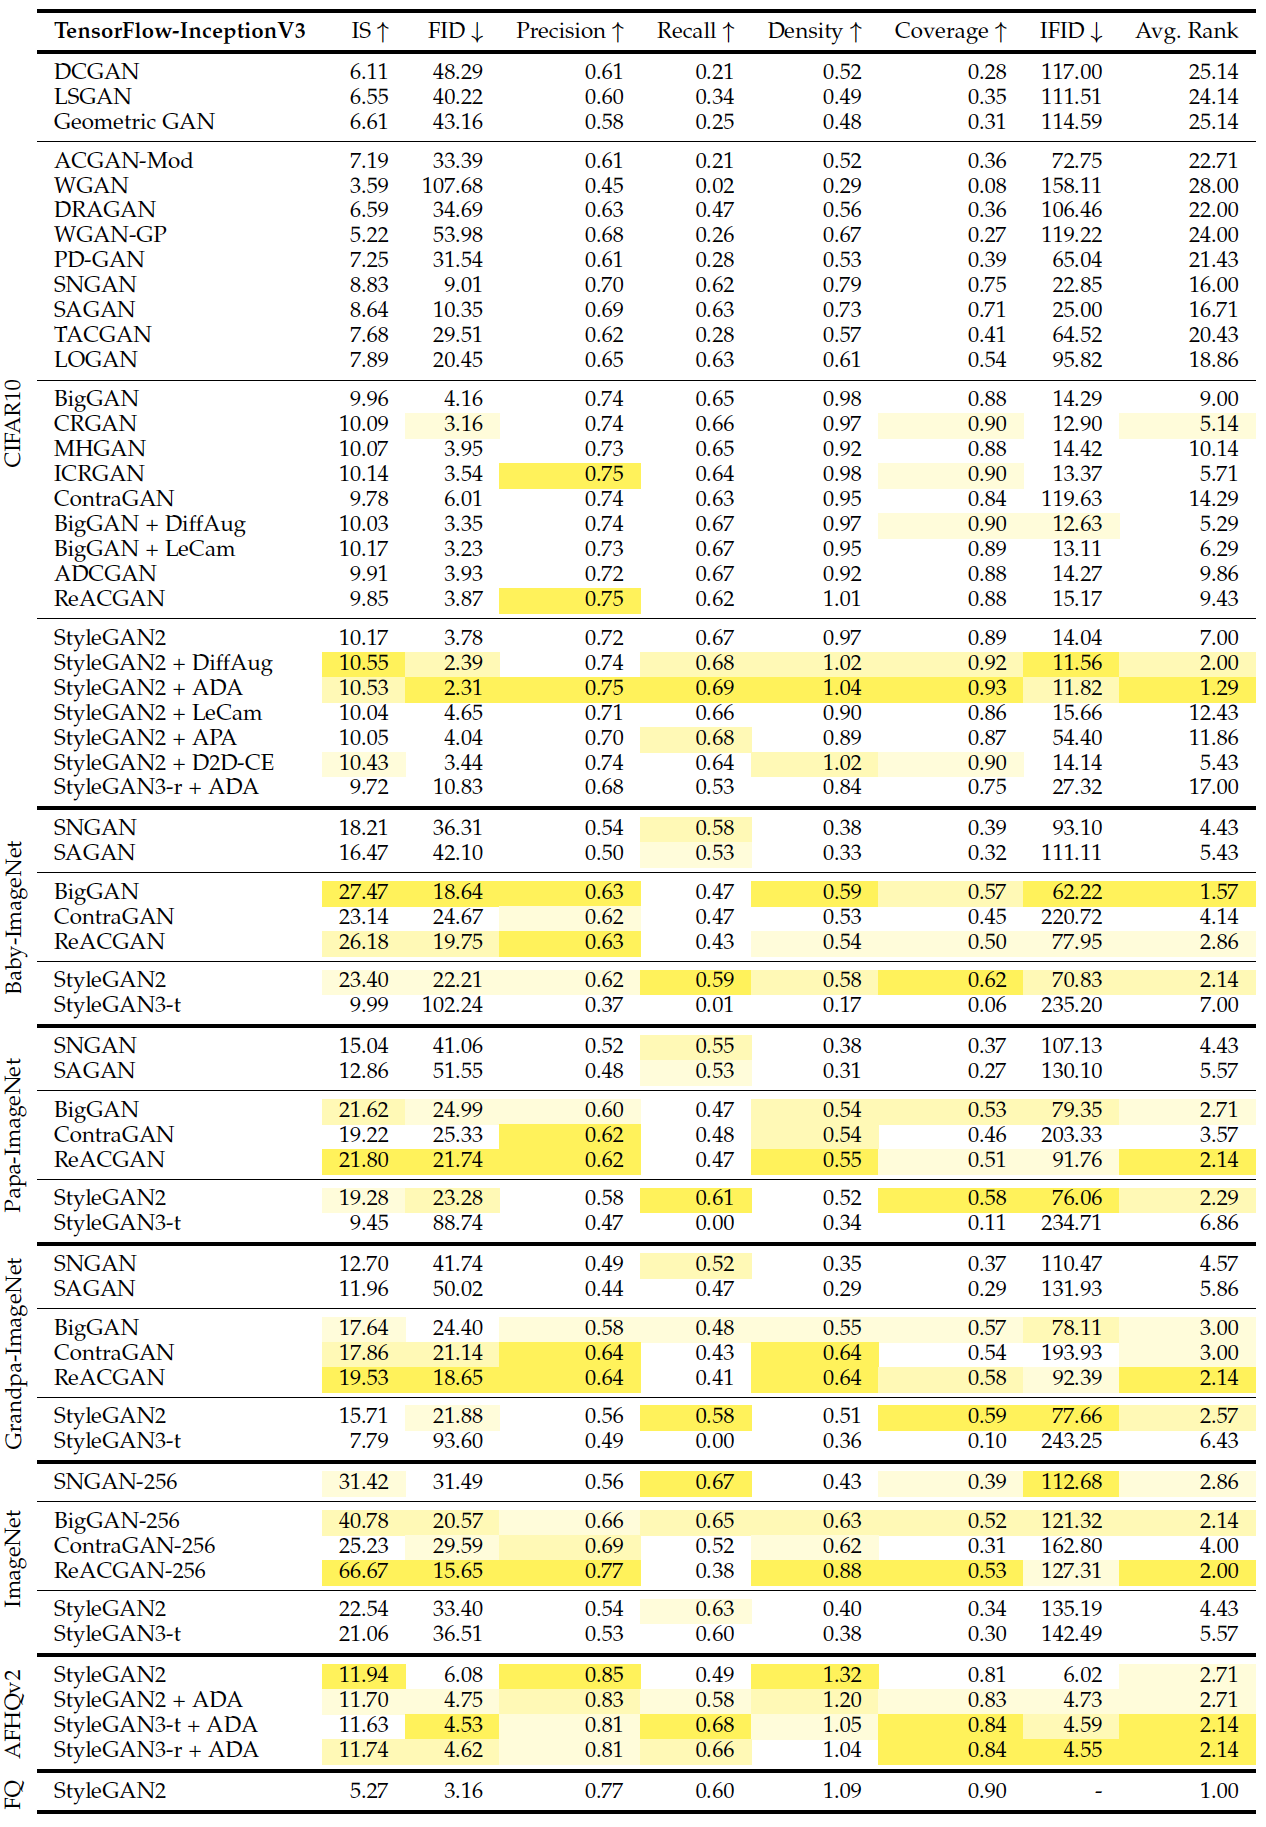 TensorFlow-InceptionV3 IS ↑ FID ↓ Precision ↑ Recall ↑ Density ↑ Coverage ↑ IFID ↓ Avg. Rank
CIFAR10
DCGAN 6.11 48.29 0.61 0.21 0.52 0.28 117.00 25.14
LSGAN 6.55 40.22 0.60 0.34 0.49 0.35 111.51 24.14
Geometric GAN 6.61 43.16 0.58 0.25 0.48 0.31 114.59 25.14
ACGAN-Mod 7.19 33.39 0.61 0.21 0.52 0.36 72.75 22.71
WGAN 3.59 107.68 0.45 0.02 0.29 0.08 158.11 28.00
DRAGAN 6.59 34.69 0.63 0.47 0.56 0.36 106.46 22.00
WGAN-GP 5.22 53.98 0.68 0.26 0.67 0.27 119.22 24.00
PD-GAN 7.25 31.54 0.61 0.28 0.53 0.39 65.04 21.43
SNGAN 8.83 9.01 0.70 0.62 0.79 0.75 22.85 16.00
SAGAN 8.64 10.35 0.69 0.63 0.73 0.71 25.00 16.71
TACGAN 7.68 29.51 0.62 0.28 0.57 0.41 64.52 20.43
LOGAN 7.89 20.45 0.65 0.63 0.61 0.54 95.82 18.86
BigGAN 9.96 4.16 0.74 0.65 0.98 0.88 14.29 9.00
CRGAN 10.09 3.16 0.74 0.66 0.97 0.90 12.90 5.14
MHGAN 10.07 3.95 0.73 0.65 0.92 0.88 14.42 10.14
ICRGAN 10.14 3.54 0.75 0.64 0.98 0.90 13.37 5.71
ContraGAN 9.78 6.01 0.74 0.63 0.95 0.84 119.63 14.29
BigGAN + DiffAug 10.03 3.35 0.74 0.67 0.97 0.90 12.63 5.29
BigGAN + LeCam 10.17 3.23 0.73 0.67 0.95 0.89 13.11 6.29
ADCGAN 9.91 3.93 0.72 0.67 0.92 0.88 14.27 9.86
ReACGAN 9.85 3.87 0.75 0.62 1.01 0.88 15.17 9.43
StyleGAN2 10.17 3.78 0.72 0.67 0.97 0.89 14.04 7.00
StyleGAN2 + DiffAug 10.55 2.39 0.74 0.68 1.02 0.92 11.56 2.00
StyleGAN2 + ADA 10.53 2.31 0.75 0.69 1.04 0.93 11.82 1.29
StyleGAN2 + LeCam 10.04 4.65 0.71 0.66 0.90 0.86 15.66 12.43
StyleGAN2 + APA 10.05 4.04 0.70 0.68 0.89 0.87 54.40 11.86
StyleGAN2 + D2D-CE 10.43 3.44 0.74 0.64 1.02 0.90 14.14 5.43
StyleGAN3-r + ADA 9.72 10.83 0.68 0.53 0.84 0.75 27.32 17.00
Baby-ImageNet
SNGAN 18.21 36.31 0.54 0.58 0.38 0.39 93.10 4.43
SAGAN 16.47 42.10 0.50 0.53 0.33 0.32 111.11 5.43
BigGAN 27.47 18.64 0.63 0.47 0.59 0.57 62.22 1.57
ContraGAN 23.14 24.67 0.62 0.47 0.53 0.45 220.72 4.14
ReACGAN 26.18 19.75 0.63 0.43 0.54 0.50 77.95 2.86
StyleGAN2 23.40 22.21 0.62 0.59 0.58 0.62 70.83 2.14
StyleGAN3-t 9.99 102.24 0.37 0.01 0.17 0.06 235.20 7.00
Papa-ImageNet
SNGAN 15.04 41.06 0.52 0.55 0.38 0.37 107.13 4.43
SAGAN 12.86 51.55 0.48 0.53 0.31 0.27 130.10 5.57
BigGAN 21.62 24.99 0.60 0.47 0.54 0.53 79.35 2.71
ContraGAN 19.22 25.33 0.62 0.48 0.54 0.46 203.33 3.57
ReACGAN 21.80 21.74 0.62 0.47 0.55 0.51 91.76 2.14
StyleGAN2 19.28 23.28 0.58 0.61 0.52 0.58 76.06 2.29
StyleGAN3-t 9.45 88.74 0.47 0.00 0.34 0.11 234.71 6.86
Grandpa-ImageNet
SNGAN 12.70 41.74 0.49 0.52 0.35 0.37 110.47 4.57
SAGAN 11.96 50.02 0.44 0.47 0.29 0.29 131.93 5.86
BigGAN 17.64 24.40 0.58 0.48 0.55 0.57 78.11 3.00
ContraGAN 17.86 21.14 0.64 0.43 0.64 0.54 193.93 3.00
ReACGAN 19.53 18.65 0.64 0.41 0.64 0.58 92.39 2.14
StyleGAN2 15.71 21.88 0.56 0.58 0.51 0.59 77.66 2.57
StyleGAN3-t 7.79 93.60 0.49 0.00 0.36 0.10 243.25 6.43
ImageNet
SNGAN-256 31.42 31.49 0.56 0.67 0.43 0.39 112.68 2.86
BigGAN-256 40.78 20.57 0.66 0.65 0.63 0.52 121.32 2.14
ContraGAN-256 25.23 29.59 0.69 0.52 0.62 0.31 162.80 4.00
ReACGAN-256 66.67 15.65 0.77 0.38 0.88 0.53 127.31 2.00
StyleGAN2 22.54 33.40 0.54 0.63 0.40 0.34 135.19 4.43
StyleGAN3-t 21.06 36.51 0.53 0.60 0.38 0.30 142.49 5.57
AFHQv2
StyleGAN2 11.94 6.08 0.85 0.49 1.32 0.81 6.02 2.71
StyleGAN2 + ADA 11.70 4.75 0.83 0.58 1.20 0.83 4.73 2.71
StyleGAN3-t + ADA 11.63 4.53 0.81 0.68 1.05 0.84 4.59 2.14
StyleGAN3-r + ADA 11.74 4.62 0.81 0.66 1.04 0.84 4.55 2.14
FQ
StyleGAN2 5.27 3.16 0.77 0.60 1.09 0.90 - 1.00